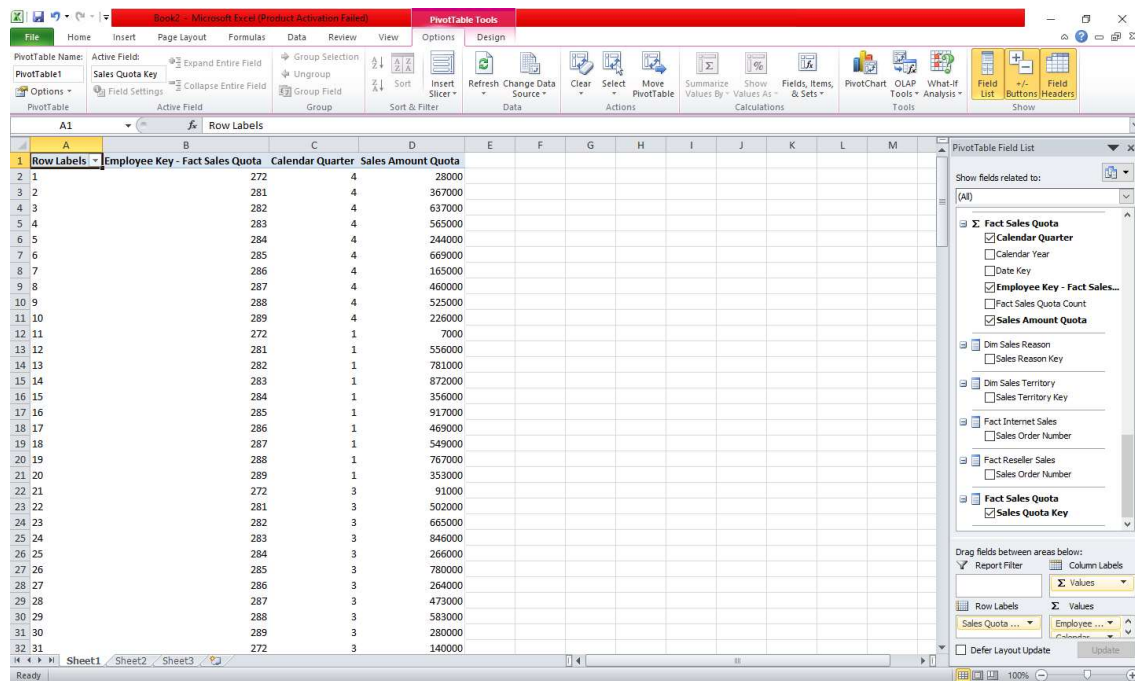 Book2 - Microsoft Excel (Product Activation Failed)
PivotTable Tools
File Home Insert Page Layout Formulas Data Review View Options Design
PivotTable Name: Active Field:
PivotTable1 Sales Quota Key
Options Field Settings
Expand Entire Field
Collapse Entire Field
Group Selection
Ungroup
Group Field
Sort
Insert Slicer
Refresh
Change Data Source
Clear
Select
Move PivotTable
Summarize Values By
Show Values As
Fields, Items, & Sets
PivotChart
OLAP Tools
What-If Analysis
Field List
+/- Buttons
Field Headers
PivotTable Active Field Group Sort & Filter Data Actions Calculations Tools Show
A1 fx Row Labels
A B C D E F G H I J K L M
1 Row Labels Employee Key - Fact Sales Quota Calendar Quarter Sales Amount Quota
2 1 272 4 28000
3 2 281 4 367000
4 3 282 4 637000
5 4 283 4 565000
6 5 284 4 244000
7 6 285 4 669000
8 7 286 4 165000
9 8 287 4 460000
10 9 288 4 525000
11 10 289 4 226000
12 11 272 1 7000
13 12 281 1 556000
14 13 282 1 781000
15 14 283 1 872000
16 15 284 1 356000
17 16 285 1 917000
18 17 286 1 469000
19 18 287 1 549000
20 19 288 1 767000
21 20 289 1 353000
22 21 272 3 91000
23 22 281 3 502000
24 23 282 3 665000
25 24 283 3 846000
26 25 284 3 266000
27 26 285 3 780000
28 27 286 3 264000
29 28 287 3 473000
30 29 288 3 583000
31 30 289 3 280000
32 31 272 3 140000
Sheet1 Sheet2 Sheet3
Ready
PivotTable Field List
Show fields related to:
(All)
Σ Fact Sales Quota
Calendar Quarter
Calendar Year
Date Key
Employee Key - Fact Sales...
Fact Sales Quota Count
Sales Amount Quota
Dim Sales Reason
Sales Reason Key
Dim Sales Territory
Sales Territory Key
Fact Internet Sales
Sales Order Number
Fact Reseller Sales
Sales Order Number
Fact Sales Quota
Sales Quota Key
Drag fields between areas below:
Report Filter Column Labels
Σ Values
Row Labels Σ Values
Sales Quota ... Employee ...
Defer Layout Update Update
100%